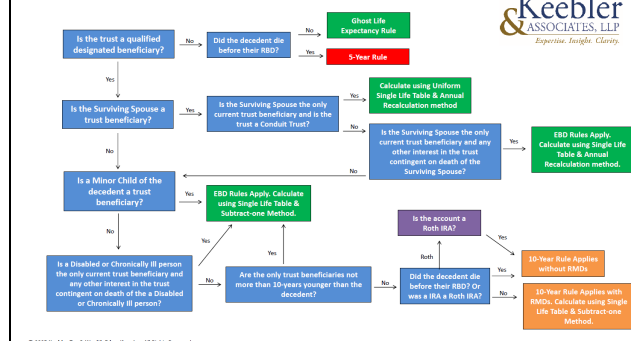 Keebler
& ASSOCIATES, LLP
Expertise. Insight. Clarity.
Is the trust a qualified
designated beneficiary?
No
Did the decedent die
before their RBD?
No
Ghost Life
Expectancy Rule
Yes
5-Year Rule
Yes
Is the Surviving Spouse a
trust beneficiary?
Yes
Is the Surviving Spouse the only
current trust beneficiary and is the
trust a Conduit Trust?
Yes
Calculate using Uniform
Single Life Table & Annual
Recalculation method
No
Is the Surviving Spouse the only
current trust beneficiary and any
other interest in the trust
contingent on death of the
Surviving Spouse?
Yes
EBD Rules Apply.
Calculate using Single Life
Table & Annual
Recalculation method.
No
No
Is a Minor Child of the
decedent a trust
beneficiary?
Yes
EBD Rules Apply. Calculate
using Single Life Table &
Subtract-one Method.
No
Is a Disabled or Chronically Ill person
the only current trust beneficiary and
any other interest in the trust
contingent on death of the a Disabled
or Chronically Ill person?
Yes
No
Are the only trust beneficiaries not
more than 10-years younger than the
decedent?
Yes
No
Did the decedent die
before their RBD? Or
was a IRA a Roth IRA?
Roth
Is the account a
Roth IRA?
Yes
Yes
10-Year Rule Applies
without RMDs
No
10-Year Rule Applies with
RMDs. Calculate using Single
Life Table & Subtract-one
Method.